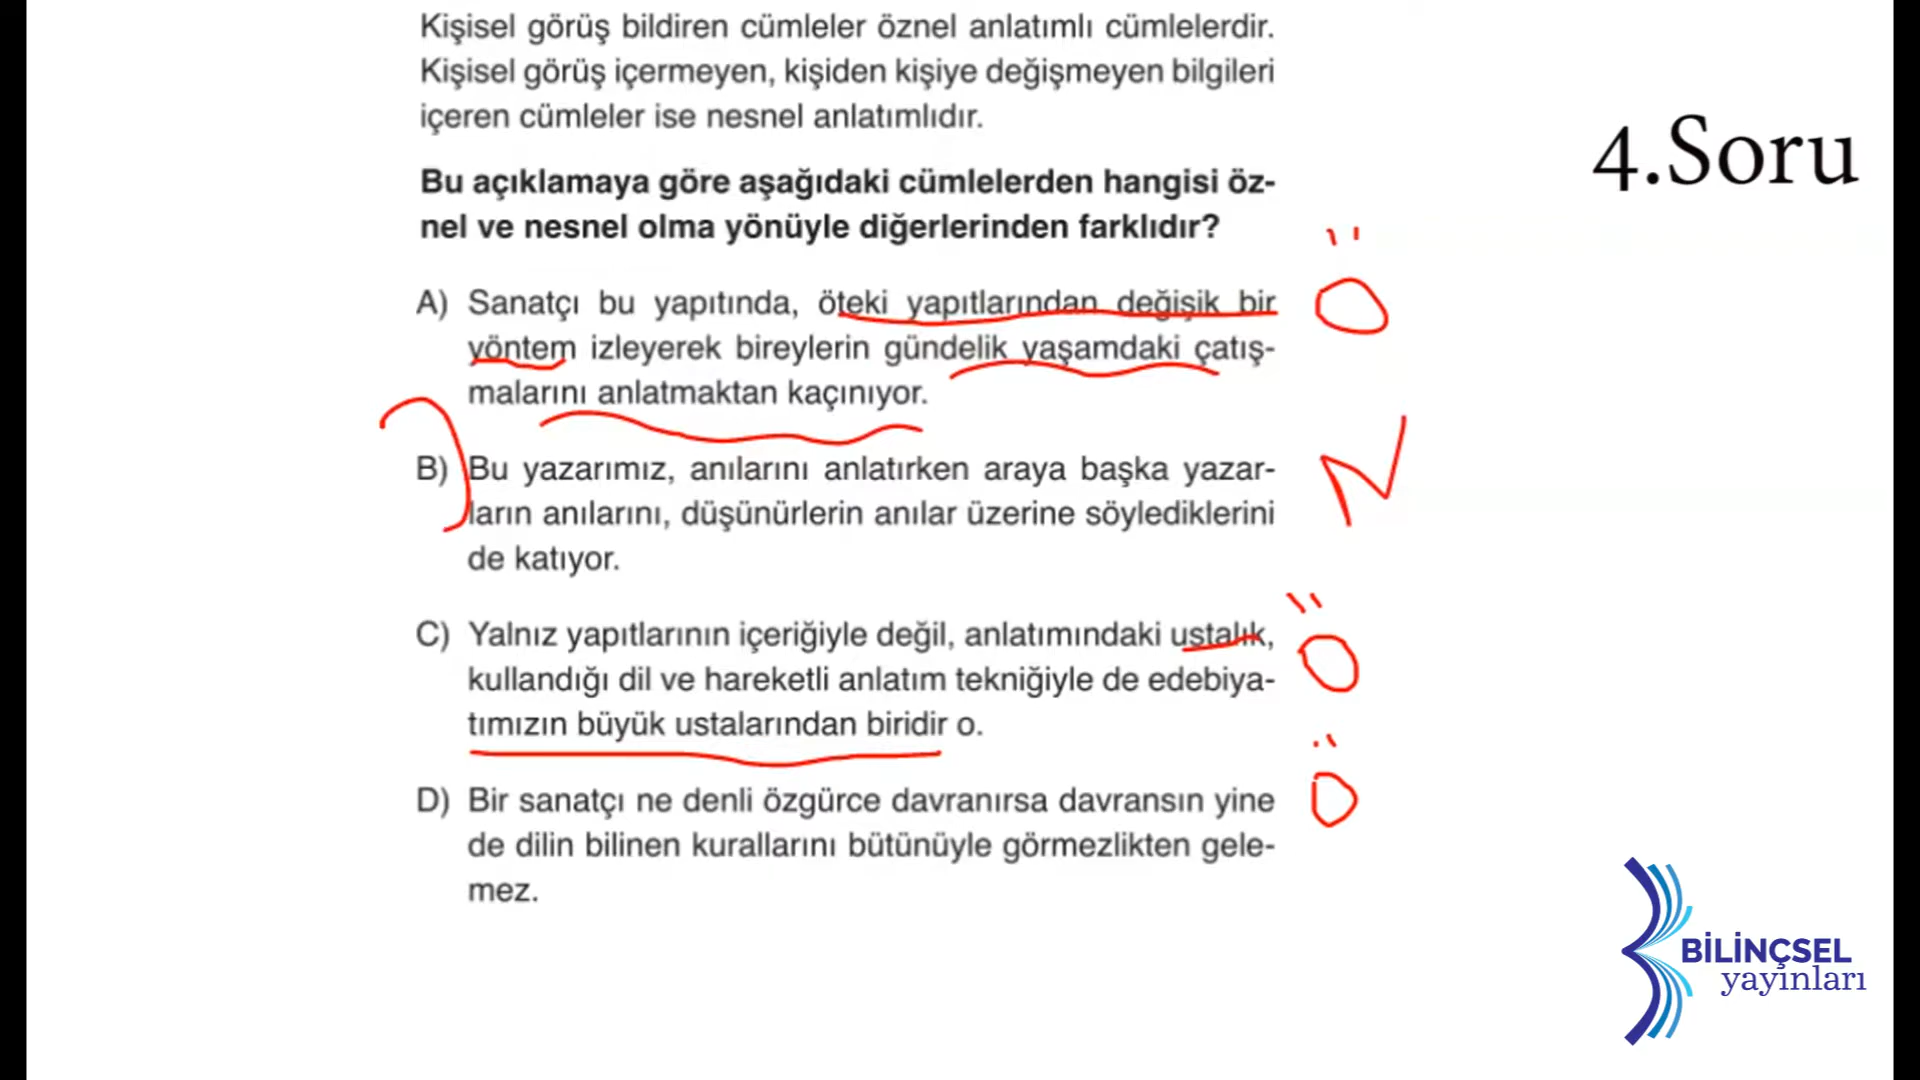 Kişisel görüş bildiren cümleler öznel anlatımlı cümlelerdir.
Kişisel görüş içermeyen, kişiden kişiye değişmeyen bilgileri
içeren cümleler ise nesnel anlatımlıdır.
4.Soru
Bu açıklamaya göre aşağıdaki cümlelerden hangisi öz-
nel ve nesnel olma yönüyle diğerlerinden farklıdır?
A) Sanatçı bu yapıtında, öteki yapıtlarından değişik bir
yöntem izleyerek bireylerin gündelik yaşamdaki çatış-
malarını anlatmaktan kaçınıyor.
Ö
B) Bu yazarımız, anılarını anlatırken araya başka yazar-
ların anılarını, düşünürlerin anılar üzerine söylediklerini
de katıyor.
N
C) Yalnız yapıtlarının içeriğiyle değil, anlatımındaki ustalık,
kullandığı dil ve hareketli anlatım tekniğiyle de edebiya-
tımızın büyük ustalarından biridir o.
Ö
D) Bir sanatçı ne denli özgürce davranırsa davransın yine
de dilin bilinen kurallarını bütünüyle görmezlikten gele-
mez.
Ö
BİLİNÇSEL
yayınları